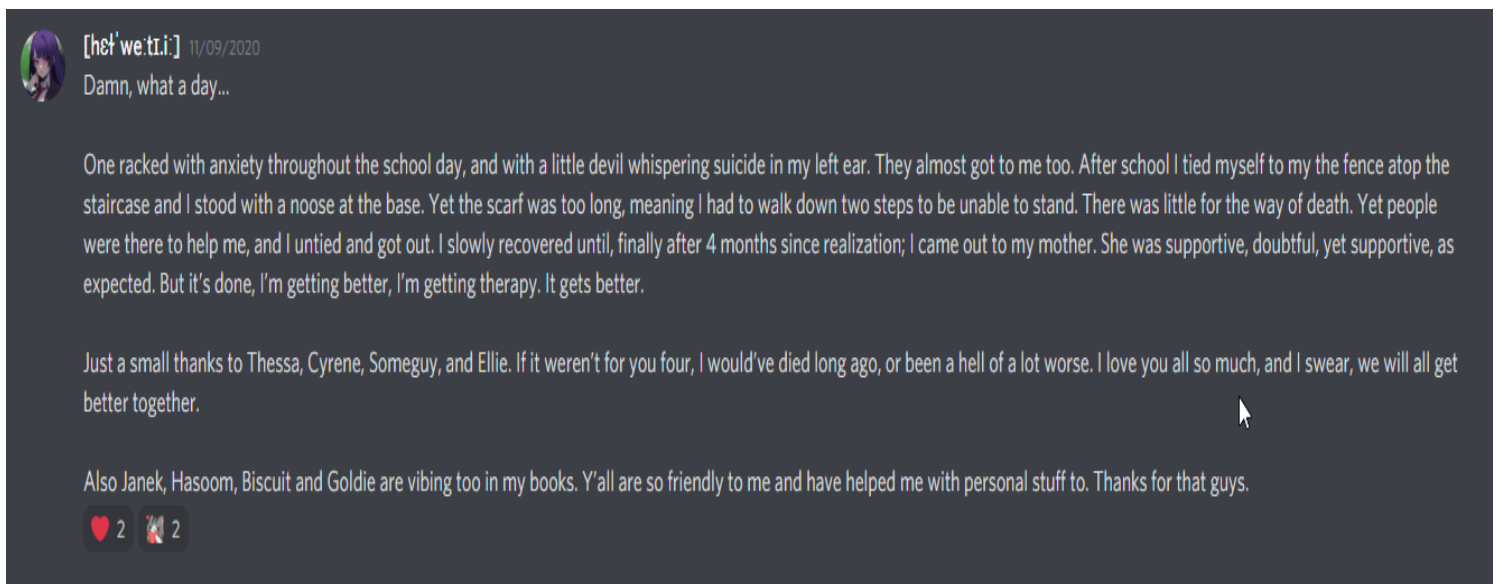 [hɛɫˈweːtɪ.iː] 11/09/2020
Damn, what a day...
One racked with anxiety throughout the school day, and with a little devil whispering suicide in my left ear. They almost got to me too. After school I tied myself to my the fence atop the
staircase and I stood with a noose at the base. Yet the scarf was too long, meaning I had to walk down two steps to be unable to stand. There was little for the way of death. Yet people
were there to help me, and I untied and got out. I slowly recovered until, finally after 4 months since realization; I came out to my mother. She was supportive, doubtful, yet supportive, as
expected. But it's done, I'm getting better, I'm getting therapy. It gets better.
Just a small thanks to Thessa, Cyrene, Someguy, and Ellie. If it weren't for you four, I would've died long ago, or been a hell of a lot worse. I love you all so much, and I swear, we will all get
better together.
Also Janek, Hasoom, Biscuit and Goldie are vibing too in my books. Y'all are so friendly to me and have helped me with personal stuff to. Thanks for that guys.
2 2